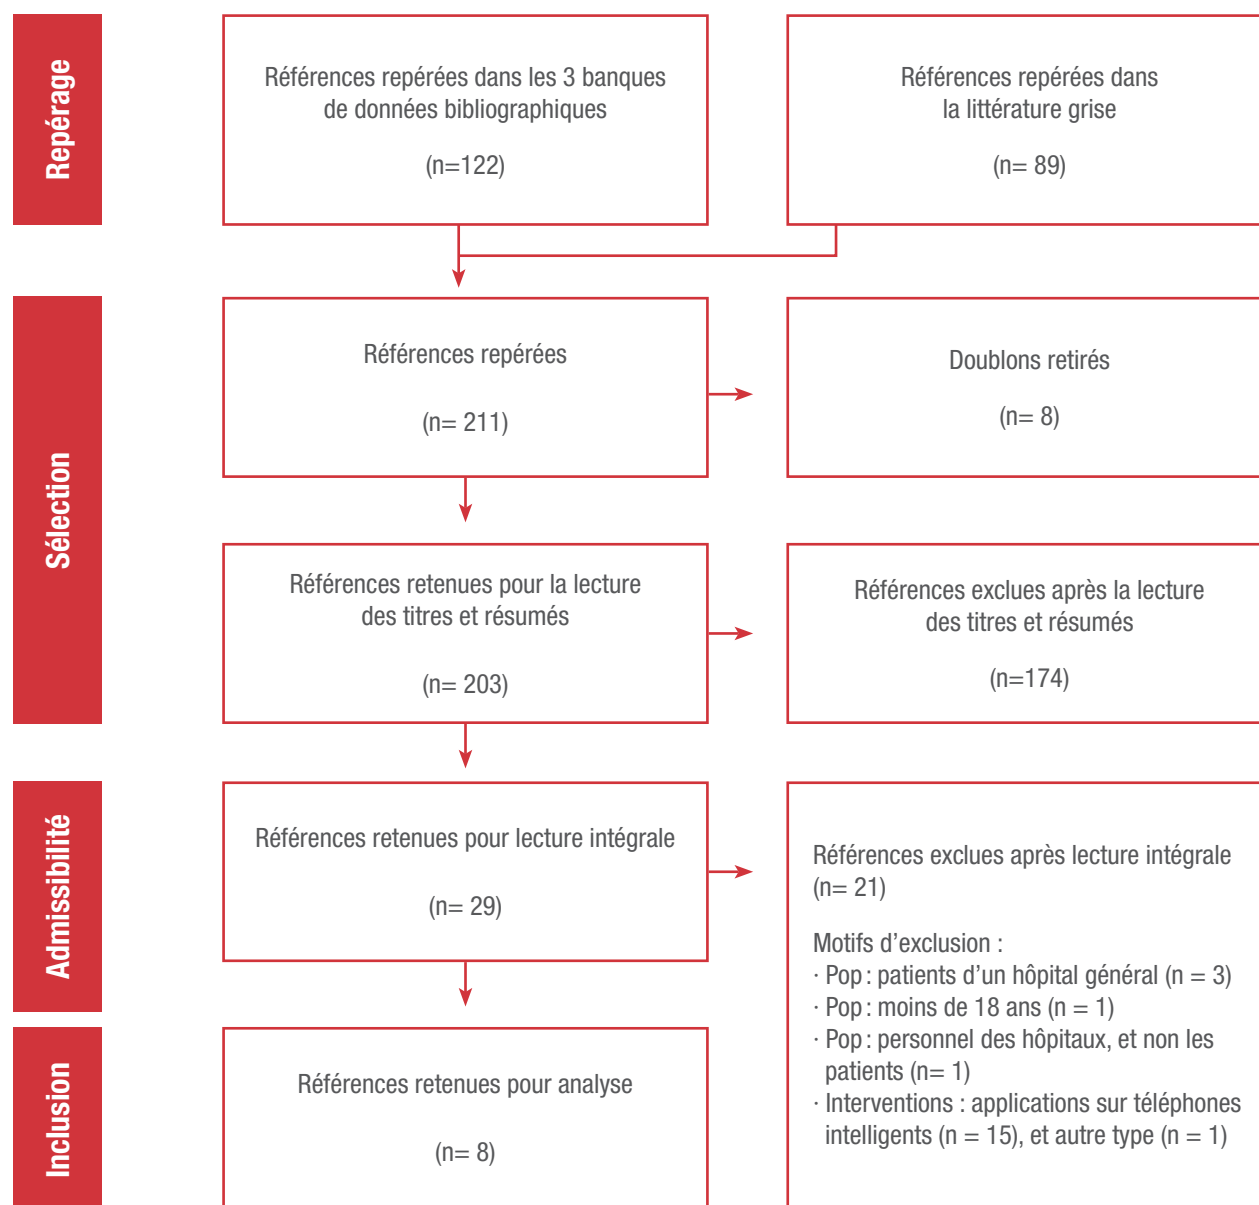 Repérage
Références repérées dans les 3 banques
de données bibliographiques
(n=122)
Références repérées dans
la littérature grise
(n= 89)
Sélection
Références repérées
(n= 211)
Doublons retirés
(n= 8)
Références retenues pour la lecture
des titres et résumés
(n= 203)
Références exclues après la lecture
des titres et résumés
(n=174)
Admissibilité
Références retenues pour lecture intégrale
(n= 29)
Références exclues après lecture intégrale
(n= 21)
Motifs d’exclusion :
· Pop : patients d’un hôpital général (n = 3)
· Pop : moins de 18 ans (n = 1)
· Pop : personnel des hôpitaux, et non les
patients (n= 1)
· Interventions : applications sur téléphones
intelligents (n = 15), et autre type (n = 1)
Inclusion
Références retenues pour analyse
(n= 8)